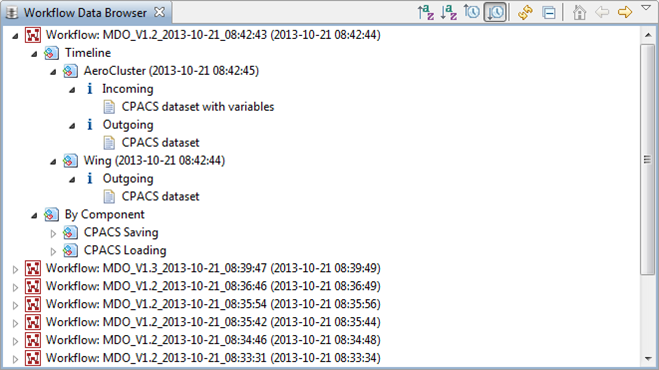 Workflow Data Browser
Workflow: MDO_V1.2_2013-10-21_08:42:43 (2013-10-21 08:42:44)
Timeline
AeroCluster (2013-10-21 08:42:45)
Incoming
CPACS dataset with variables
Outgoing
CPACS dataset
Wing (2013-10-21 08:42:44)
Outgoing
CPACS dataset
By Component
CPACS Saving
CPACS Loading
Workflow: MDO_V1.3_2013-10-21_08:39:47 (2013-10-21 08:39:49)
Workflow: MDO_V1.2_2013-10-21_08:36:46 (2013-10-21 08:36:49)
Workflow: MDO_V1.2_2013-10-21_08:35:54 (2013-10-21 08:35:56)
Workflow: MDO_V1.2_2013-10-21_08:35:42 (2013-10-21 08:35:44)
Workflow: MDO_V1.2_2013-10-21_08:34:46 (2013-10-21 08:34:48)
Workflow: MDO_V1.2_2013-10-21_08:33:31 (2013-10-21 08:33:34)